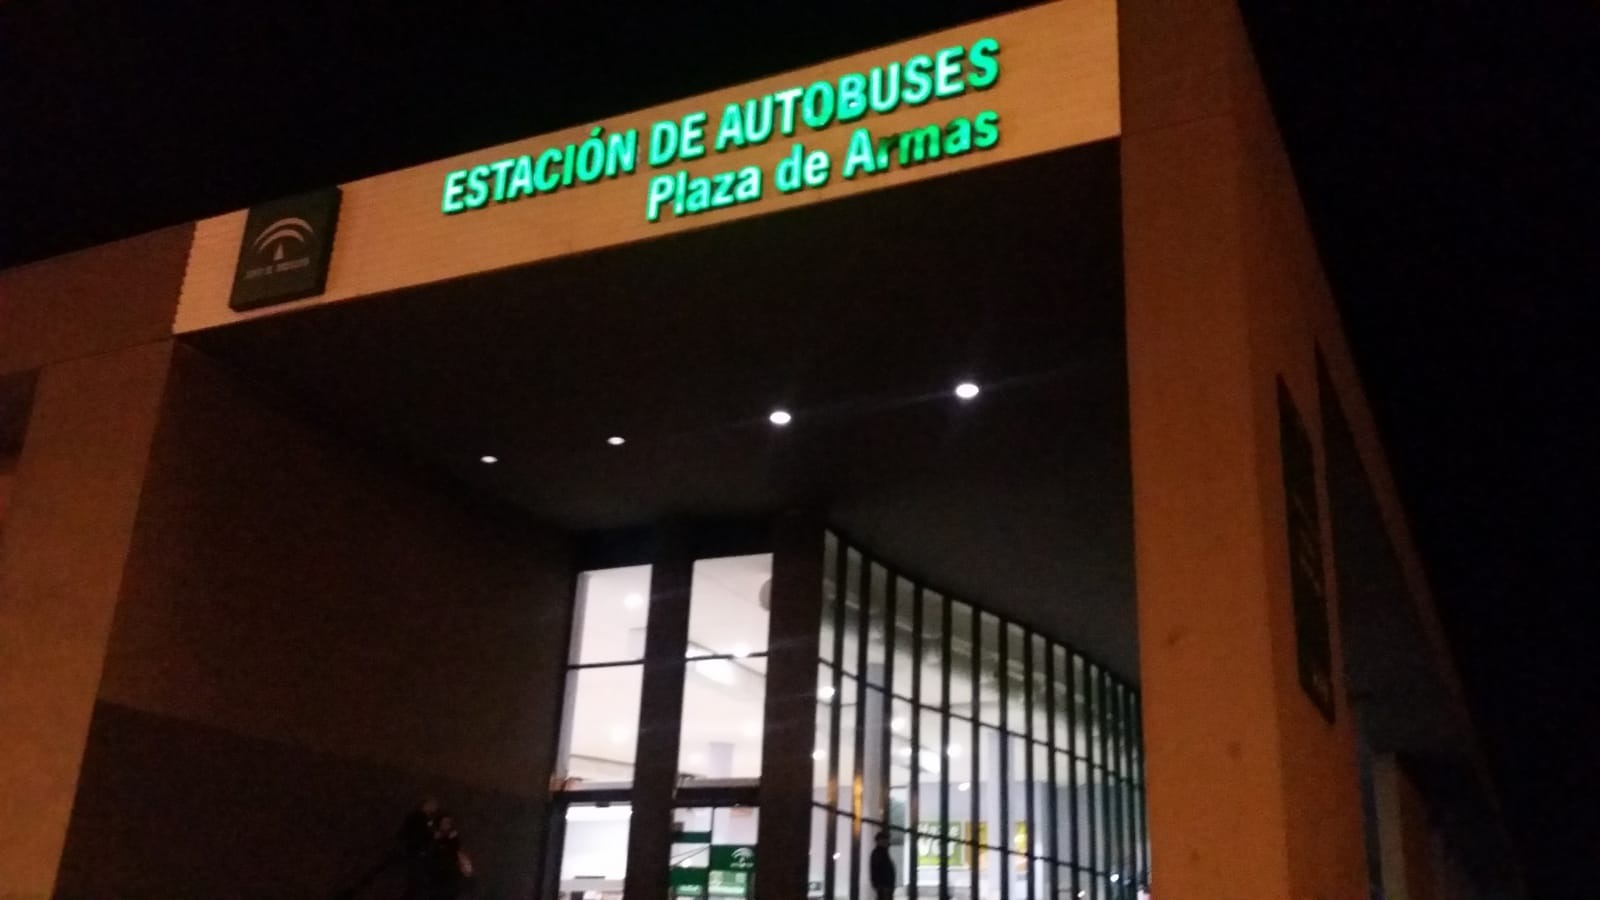 ESTACIÓN DE AUTOBUSES
Plaza de Armas